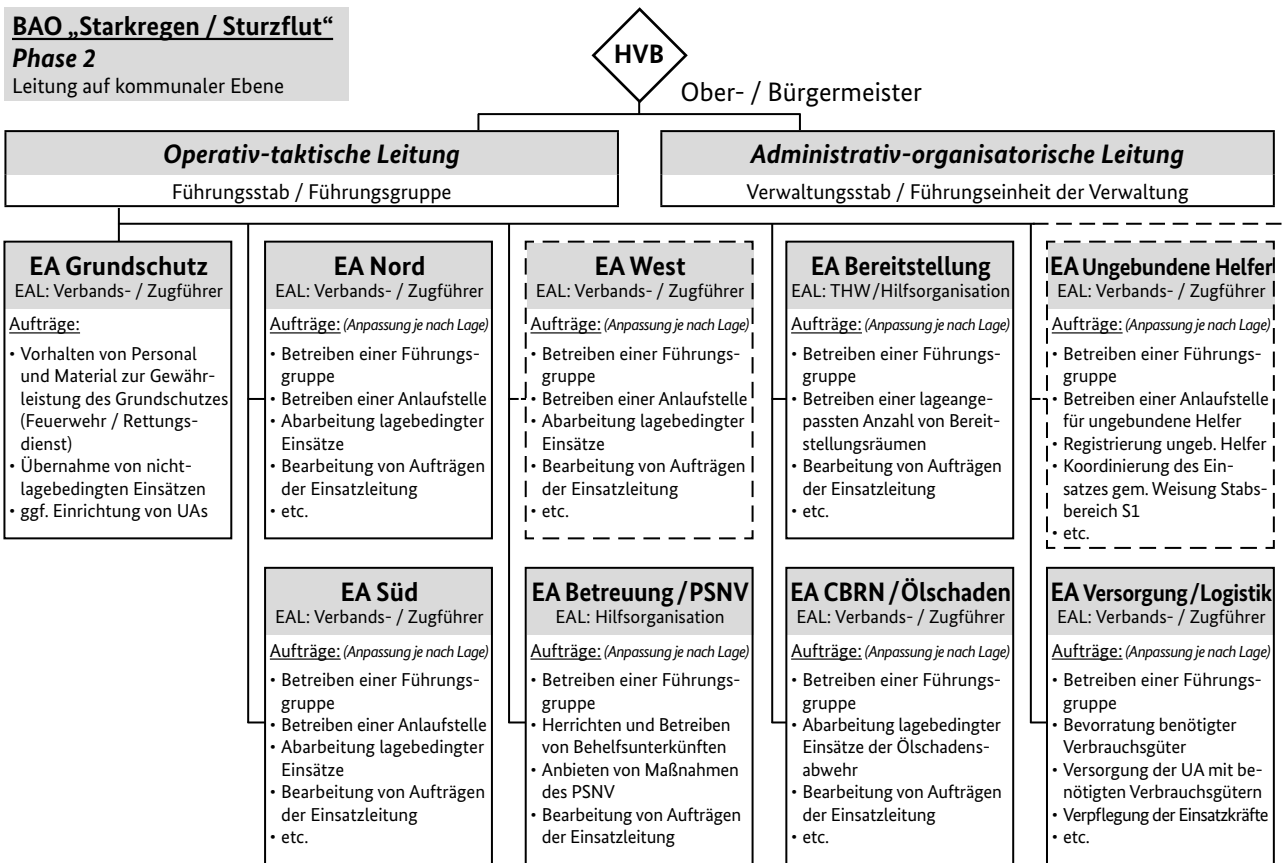 BAO „Starkregen / Sturzflut“
Phase 2
Leitung auf kommunaler Ebene
HVB
Ober- / Bürgermeister
Operativ-taktische Leitung
Führungsstab / Führungsgruppe
Administrativ-organisatorische Leitung
Verwaltungsstab / Führungseinheit der Verwaltung
EA Grundschutz
EAL: Verbands- / Zugführer
Aufträge:
• Vorhalten von Personal
und Material zur Gewähr-
leistung des Grundschutzes
(Feuerwehr / Rettungs-
dienst)
• Übernahme von nicht-
lagebedingten Einsätzen
• ggf. Einrichtung von UAs
EA Nord
EAL: Verbands- / Zugführer
Aufträge: (Anpassung je nach Lage)
• Betreiben einer Führungs-
gruppe
• Betreiben einer Anlaufstelle
• Abarbeitung lagebedingter
Einsätze
• Bearbeitung von Aufträgen
der Einsatzleitung
• etc.
EA West
EAL: Verbands- / Zugführer
Aufträge: (Anpassung je nach Lage)
• Betreiben einer Führungs-
gruppe
• Betreiben einer Anlaufstelle
• Abarbeitung lagebedingter
Einsätze
• Bearbeitung von Aufträgen
der Einsatzleitung
• etc.
EA Bereitstellung
EAL: THW/Hilfsorganisation
Aufträge: (Anpassung je nach Lage)
• Betreiben einer Führungs-
gruppe
• Betreiben einer lageange-
passten Anzahl von Bereit-
stellungsräumen
• Bearbeitung von Aufträgen
der Einsatzleitung
• etc.
EA Ungebundene Helfer
EAL: Verbands- / Zugführer
Aufträge: (Anpassung je nach Lage)
• Betreiben einer Führungs-
gruppe
• Betreiben einer Anlaufstelle
für ungebundene Helfer
• Registrierung ungeb. Helfer
• Koordinierung des Ein-
satzes gem. Weisung Stabs-
bereich S1
• etc.
EA Süd
EAL: Verbands- / Zugführer
Aufträge: (Anpassung je nach Lage)
• Betreiben einer Führungs-
gruppe
• Betreiben einer Anlaufstelle
• Abarbeitung lagebedingter
Einsätze
• Bearbeitung von Aufträgen
der Einsatzleitung
• etc.
EA Betreuung/PSNV
EAL: Hilfsorganisation
Aufträge: (Anpassung je nach Lage)
• Betreiben einer Führungs-
gruppe
• Herrichten und Betreiben
von Behelfsunterkünften
• Anbieten von Maßnahmen
des PSNV
• Bearbeitung von Aufträgen
der Einsatzleitung
EA CBRN/Ölschaden
EAL: Verbands- / Zugführer
Aufträge: (Anpassung je nach Lage)
• Betreiben einer Führungs-
gruppe
• Abarbeitung lagebedingter
Einsätze der Ölschadens-
abwehr
• Bearbeitung von Aufträgen
der Einsatzleitung
• etc.
EA Versorgung/Logistik
EAL: Verbands- / Zugführer
Aufträge: (Anpassung je nach Lage)
• Betreiben einer Führungs-
gruppe
• Bevorratung benötigter
Verbrauchsgüter
• Versorgung der UA mit be-
nötigten Verbrauchsgütern
• Verpflegung der Einsatzkräfte
• etc.